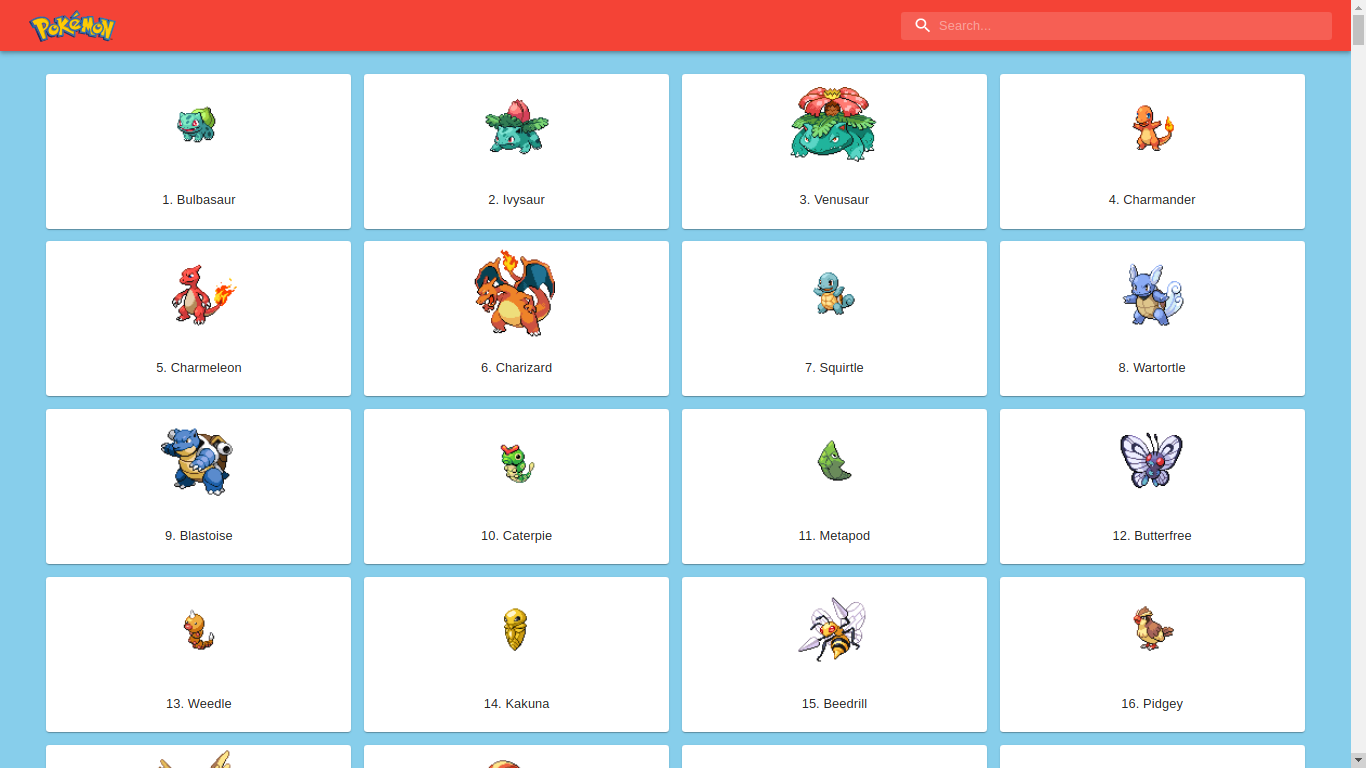 POKéMON
Search...
1. Bulbasaur
2. Ivysaur
3. Venusaur
4. Charmander
5. Charmeleon
6. Charizard
7. Squirtle
8. Wartortle
9. Blastoise
10. Caterpie
11. Metapod
12. Butterfree
13. Weedle
14. Kakuna
15. Beedrill
16. Pidgey